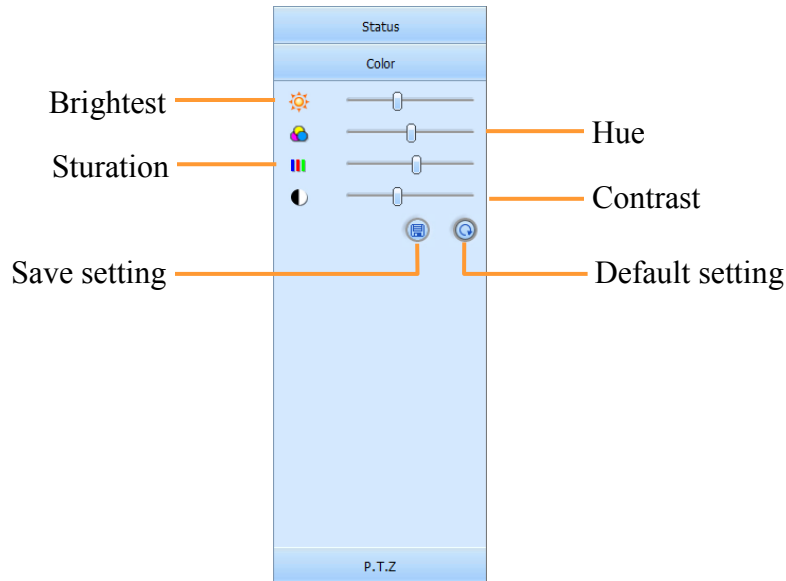 Status
Color
Brightest
Hue
Sturation
Contrast
Save setting
Default setting
P.T.Z